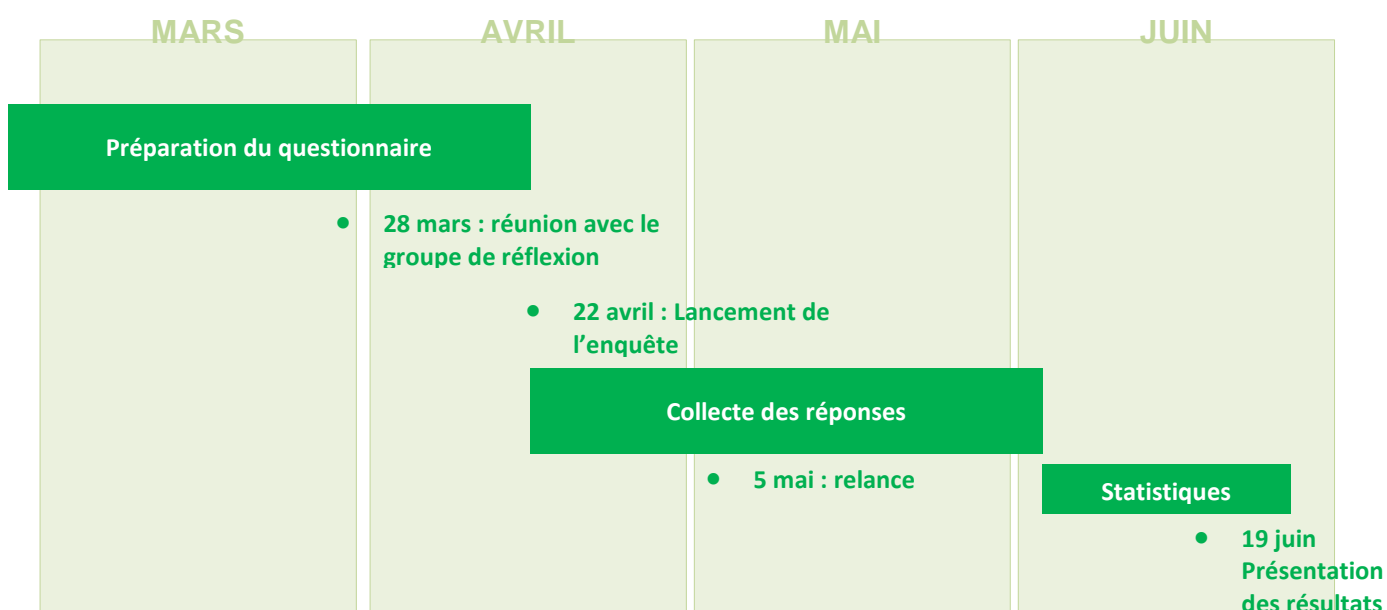 MARS AVRIL MAI JUIN
Préparation du questionnaire
• 28 mars : réunion avec le
groupe de réflexion
• 22 avril : Lancement de
l’enquête
Collecte des réponses
• 5 mai : relance
Statistiques
• 19 juin
Présentation
des résultats